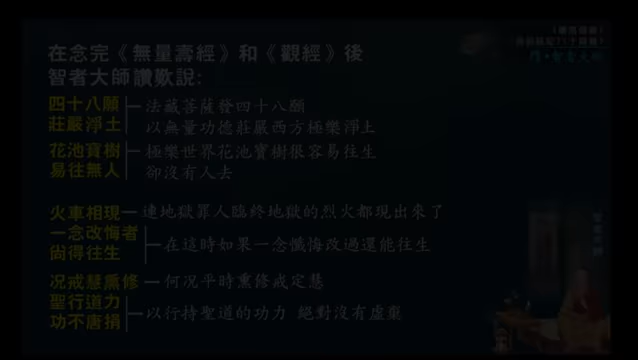 在念完《無量壽經》和《觀經》後
智者大師讚歎說:
四十八願
莊嚴淨土
法藏菩薩發四十八願
以無量功德莊嚴西方極樂淨土
花池寶樹
易往無人
極樂世界花池寶樹很容易往生
卻沒有人去
火車相現
連地獄罪人臨終地獄的烈火都現出來了
一念改悔者
尚得往生
在這時如果一念懺悔改過還能往生
況戒慧熏修
何況平時熏修戒定慧
聖行道力
功不唐捐
以行持聖道的功力 絕對沒有虛棄